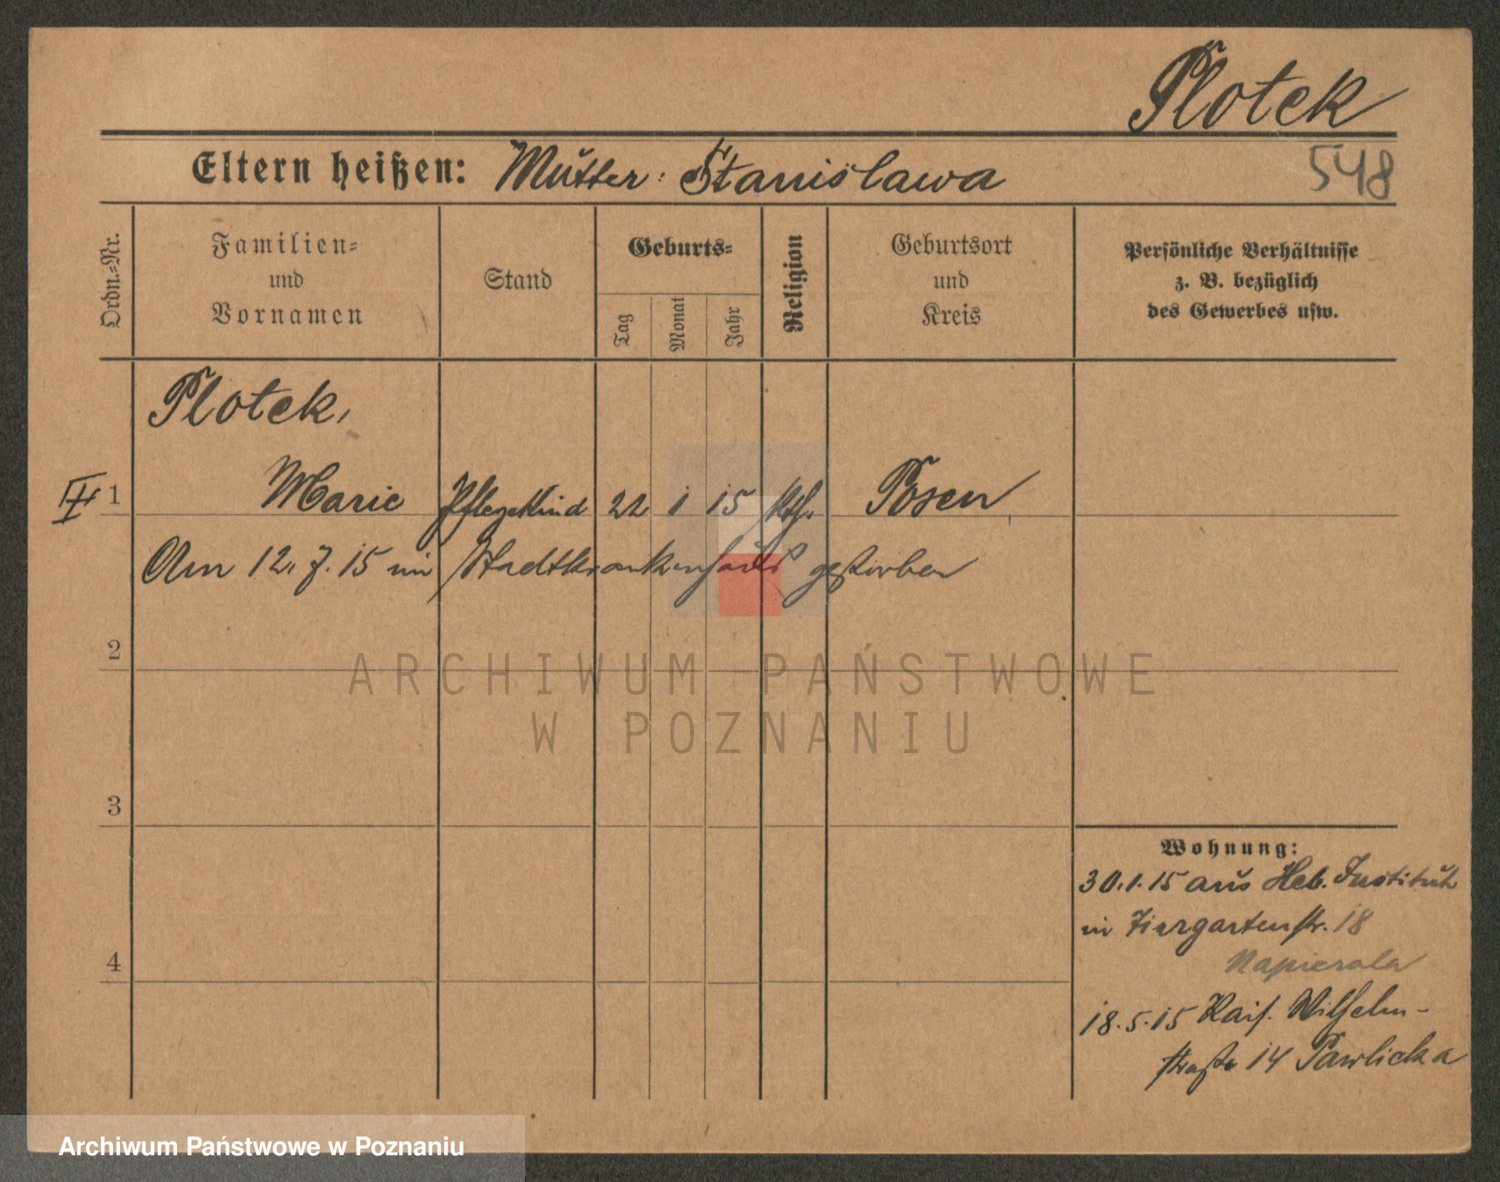 Plotek
Eltern heißen: Mutter: Stanislawa
548
Ordn.=Nr.
Familien=
und
Vornamen
Stand
Geburts=
Tag
Monat
Jahr
Religion
Geburtsort
und
Kreis
Persönliche Verhältnisse
z. B. bezüglich
des Gewerbes usw.
Plotek,
1 Marie Pflegekind 22 1 15 kth. Posen
Am 12. 7. 15 im Stadtkrankenhaus gestorben
ARCHIWUM PAŃSTWOWE
W POZNANIU
2
3
4
Wohnung:
30.1.15 aus Heb. Institut
in Tiergartenstr. 18
Napierala
18.5.15 Kais. Wilhelm-
straße 14 Pawlicka
Archiwum Państwowe w Poznaniu